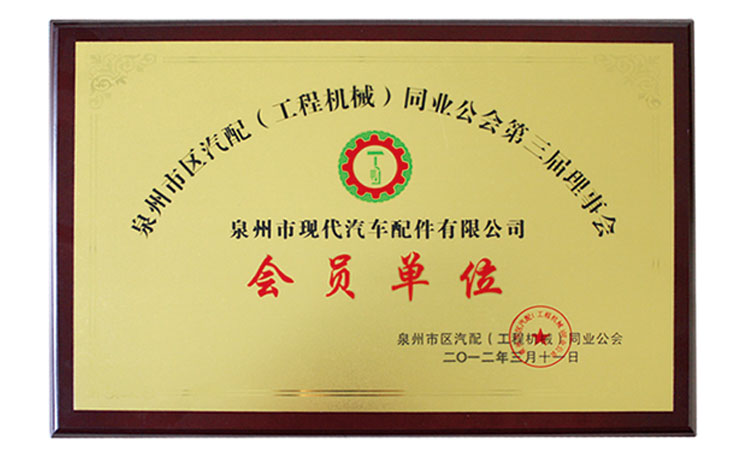 泉州市区汽配（工程机械）同业公会第三届理事会
泉州市现代汽车配件有限公司
会员单位
泉州市区汽配（工程机械）同业公会
二〇一二年三月十一日